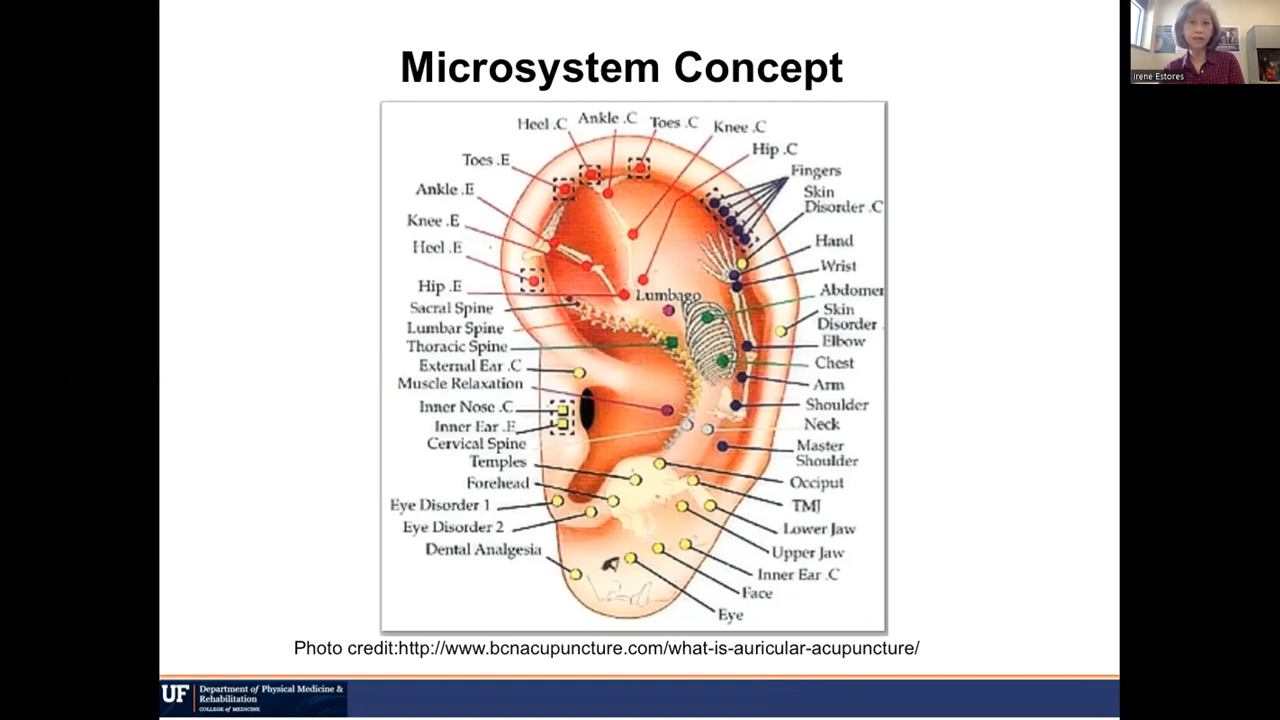 Microsystem Concept
Irene Estores
Heel .C
Ankle .C
Toes .C
Knee .C
Hip .C
Toes .E
Ankle .E
Knee .E
Heel .E
Hip .E
Sacral Spine
Lumbar Spine
Thoracic Spine
External Ear .C
Muscle Relaxation
Inner Nose .C
Inner Ear .E
Cervical Spine
Temples
Forehead
Eye Disorder 1
Eye Disorder 2
Dental Analgesia
Lumbago
Fingers
Skin
Disorder .C
Hand
Wrist
Abdomen
Skin
Disorder
Elbow
Chest
Arm
Shoulder
Neck
Master
Shoulder
Occiput
TMJ
Lower Jaw
Upper Jaw
Inner Ear .C
Face
Eye
Photo credit:http://www.bcnacupuncture.com/what-is-auricular-acupuncture/
UF
Department of Physical Medicine &
Rehabilitation
COLLEGE of MEDICINE